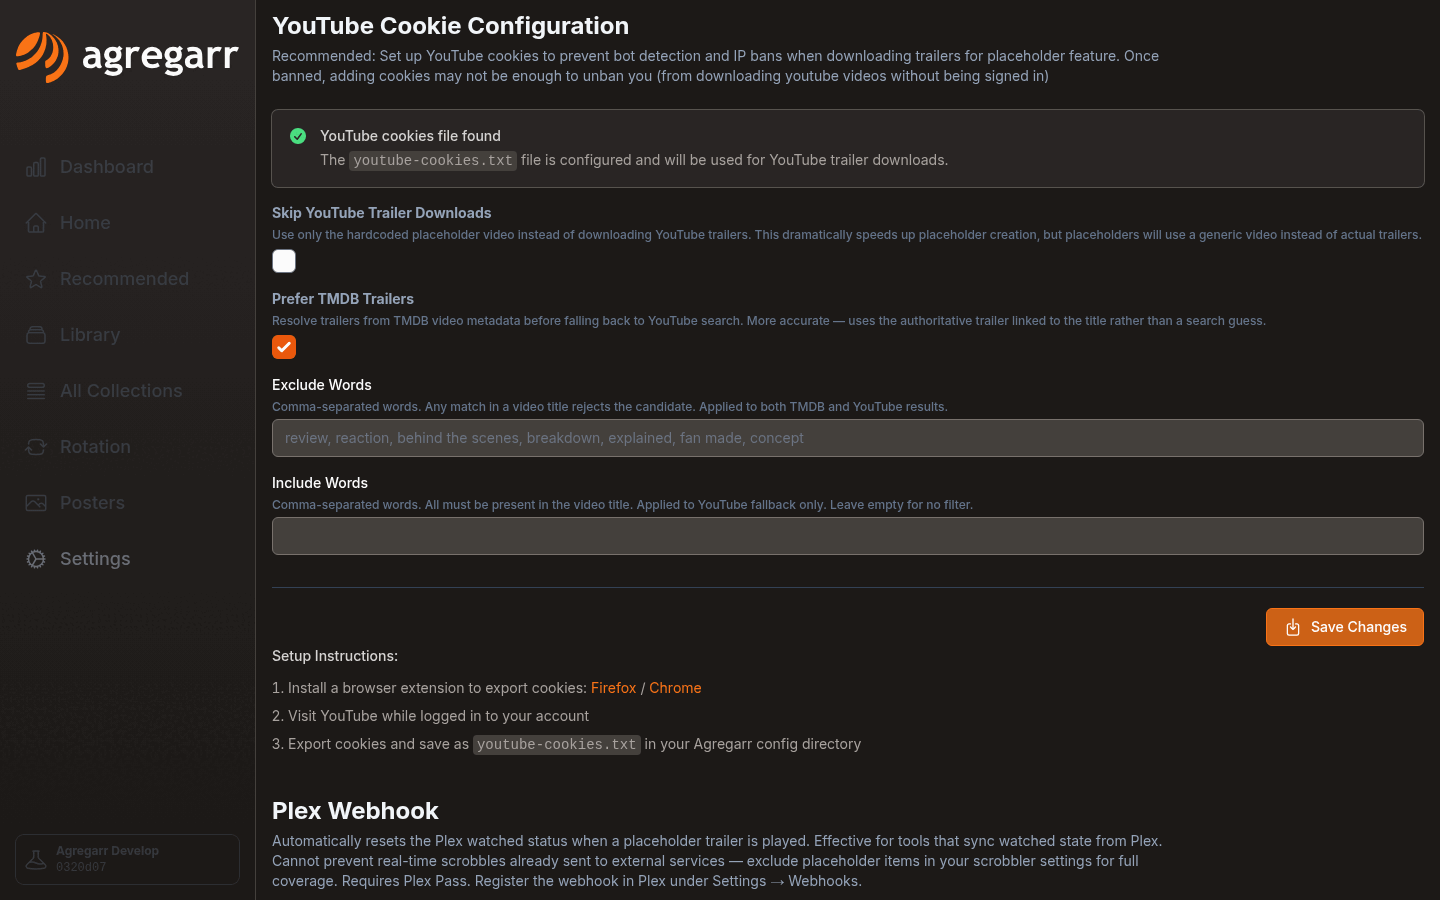 agregarr
Dashboard
Home
Recommended
Library
All Collections
Rotation
Posters
Settings
Agregarr Develop
0320d07
YouTube Cookie Configuration
Recommended: Set up YouTube cookies to prevent bot detection and IP bans when downloading trailers for placeholder feature. Once
banned, adding cookies may not be enough to unban you (from downloading youtube videos without being signed in)
YouTube cookies file found
The youtube-cookies.txt file is configured and will be used for YouTube trailer downloads.
Skip YouTube Trailer Downloads
Use only the hardcoded placeholder video instead of downloading YouTube trailers. This dramatically speeds up placeholder creation, but placeholders will use a generic video instead of actual trailers.
Prefer TMDB Trailers
Resolve trailers from TMDB video metadata before falling back to YouTube search. More accurate — uses the authoritative trailer linked to the title rather than a search guess.
Exclude Words
Comma-separated words. Any match in a video title rejects the candidate. Applied to both TMDB and YouTube results.
review, reaction, behind the scenes, breakdown, explained, fan made, concept
Include Words
Comma-separated words. All must be present in the video title. Applied to YouTube fallback only. Leave empty for no filter.
Save Changes
Setup Instructions:
1. Install a browser extension to export cookies: Firefox / Chrome
2. Visit YouTube while logged in to your account
3. Export cookies and save as youtube-cookies.txt in your Agregarr config directory
Plex Webhook
Automatically resets the Plex watched status when a placeholder trailer is played. Effective for tools that sync watched state from Plex.
Cannot prevent real-time scrobbles already sent to external services — exclude placeholder items in your scrobbler settings for full
coverage. Requires Plex Pass. Register the webhook in Plex under Settings → Webhooks.